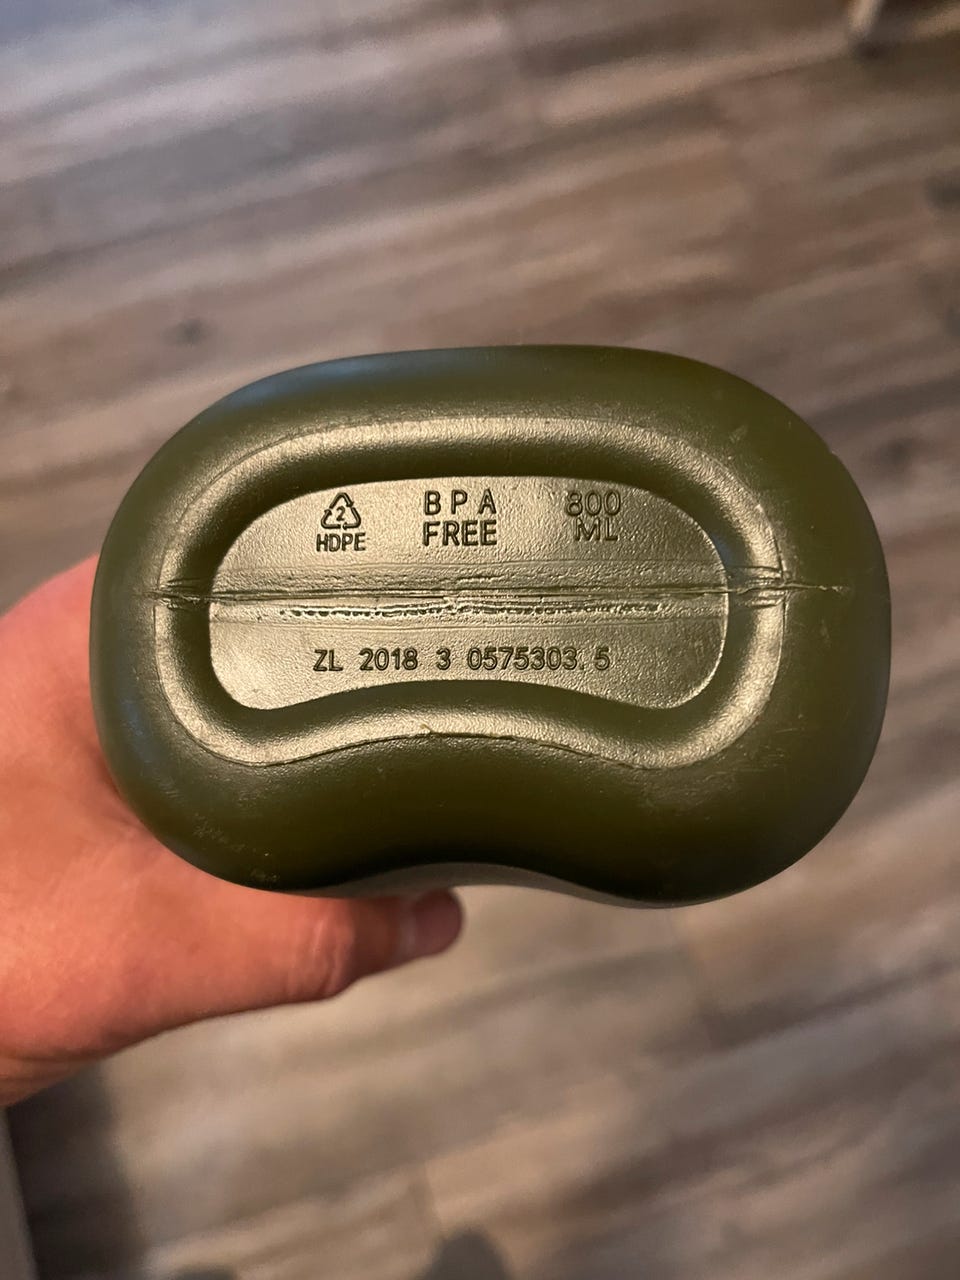 2 BPA 800
HDPE FREE ML
ZL 2018 3 0575303.5